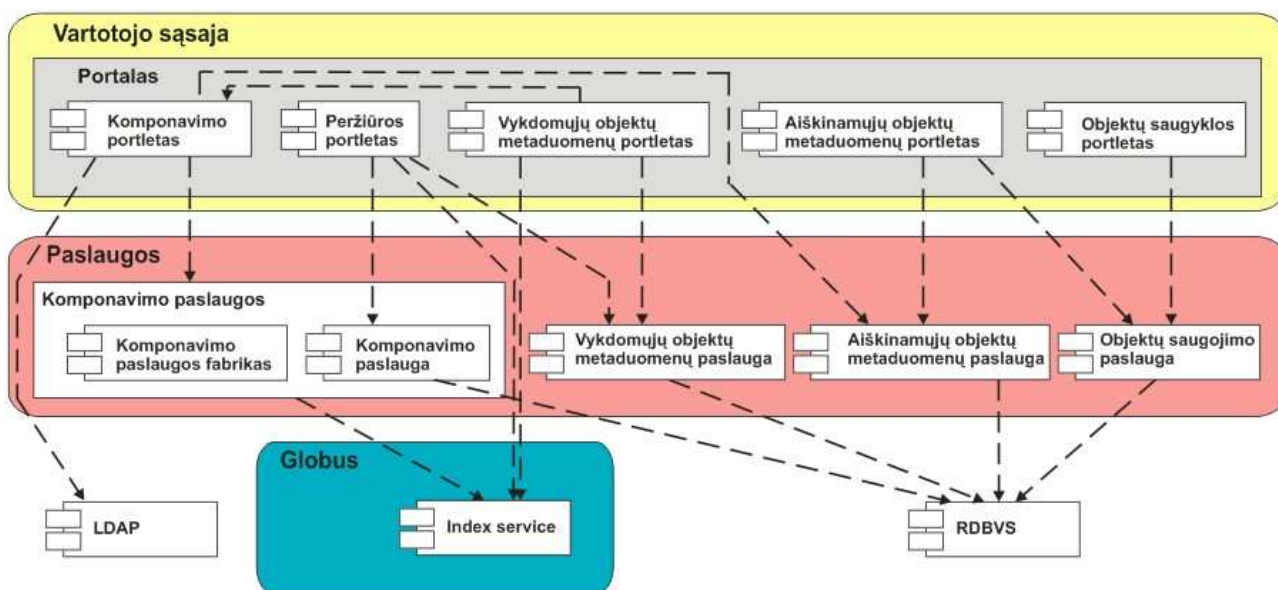 Vartotojo sąsaja
Portalas
Komponavimo
portletas
Peržiūros
portletas
Vykdomųjų objektų
metaduomenų portletas
Aiškinamųjų objektų
metaduomenų portletas
Objektų saugyklos
portletas
Paslaugos
Komponavimo paslaugos
Komponavimo
paslaugos fabrikas
Komponavimo
paslauga
Vykdomųjų objektų
metaduomenų paslauga
Aiškinamųjų objektų
metaduomenų paslauga
Objektų saugojimo
paslauga
Globus
LDAP
Index service
RDBVS